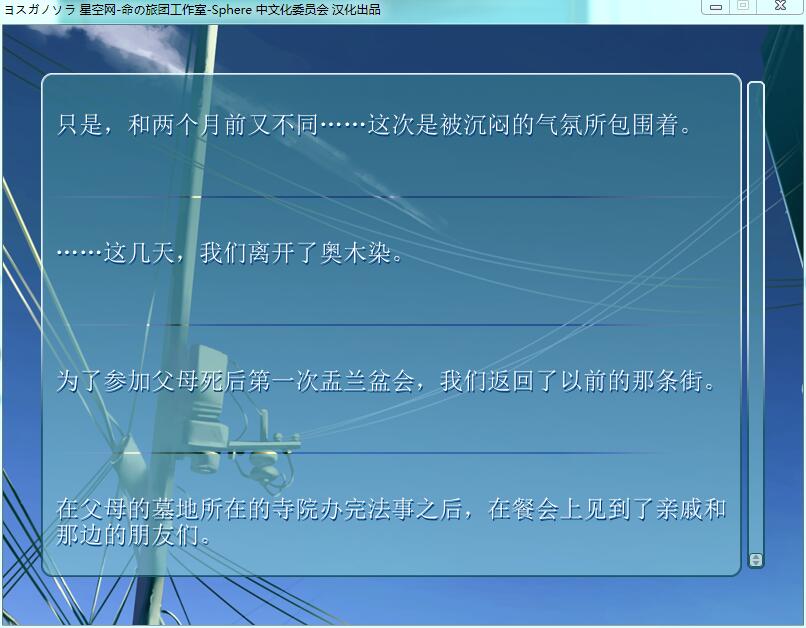 ヨスガノソラ 星空网-命の旅团工作室-Sphere 中文化委员会 汉化出品
只是，和两个月前又不同……这次是被沉闷的气氛所包围着。
……这几天，我们离开了奥木染。
为了参加父母死后第一次盂兰盆会，我们返回了以前的那条街。
在父母的墓地所在的寺院办完法事之后，在餐会上见到了亲戚和
那边的朋友们。